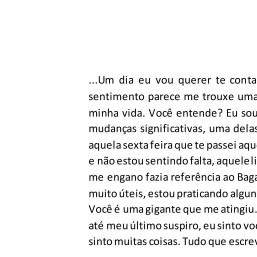 ...Um dia eu vou querer te conta
sentimento parece me trouxe uma
minha vida. Você entende? Eu sou
mudanças significativas, uma delas
aquela sexta feira que te passei aqu
e não estou sentindo falta, aquele li
me engano fazia referência ao Baga
muito úteis, estou praticando algun
Você é uma gigante que me atingiu.
até meu último suspiro, eu sinto vo
sinto muitas coisas. Tudo que escrev